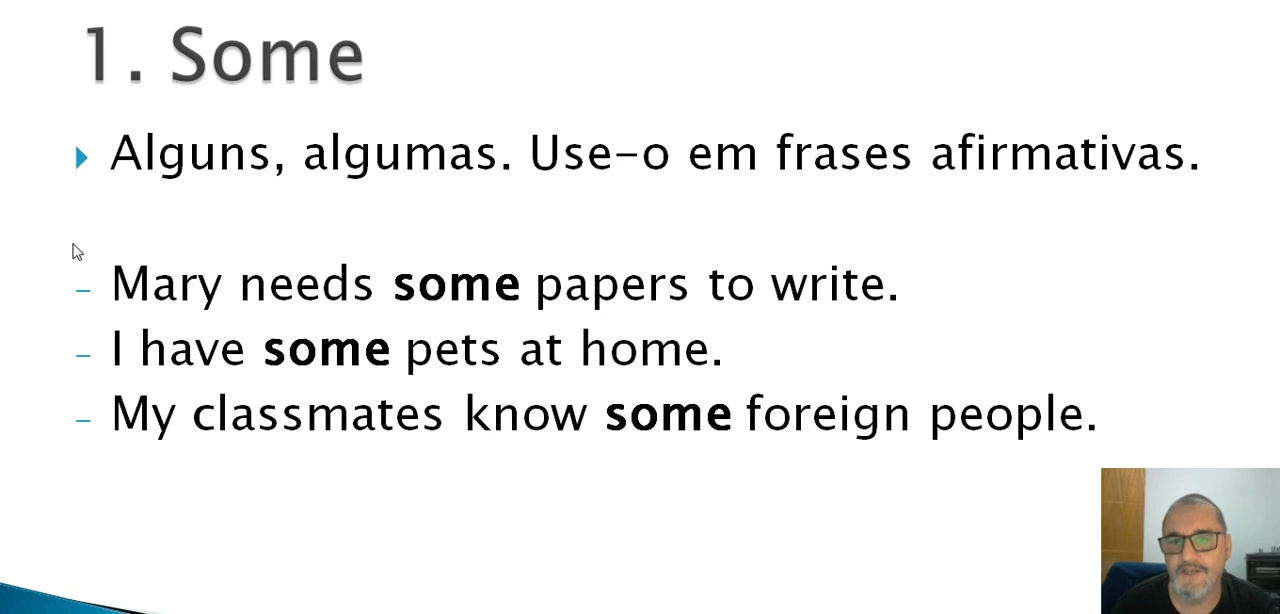 1. Some
Alguns, algumas. Use-o em frases afirmativas.
- Mary needs some papers to write.
- I have some pets at home.
- My classmates know some foreign people.